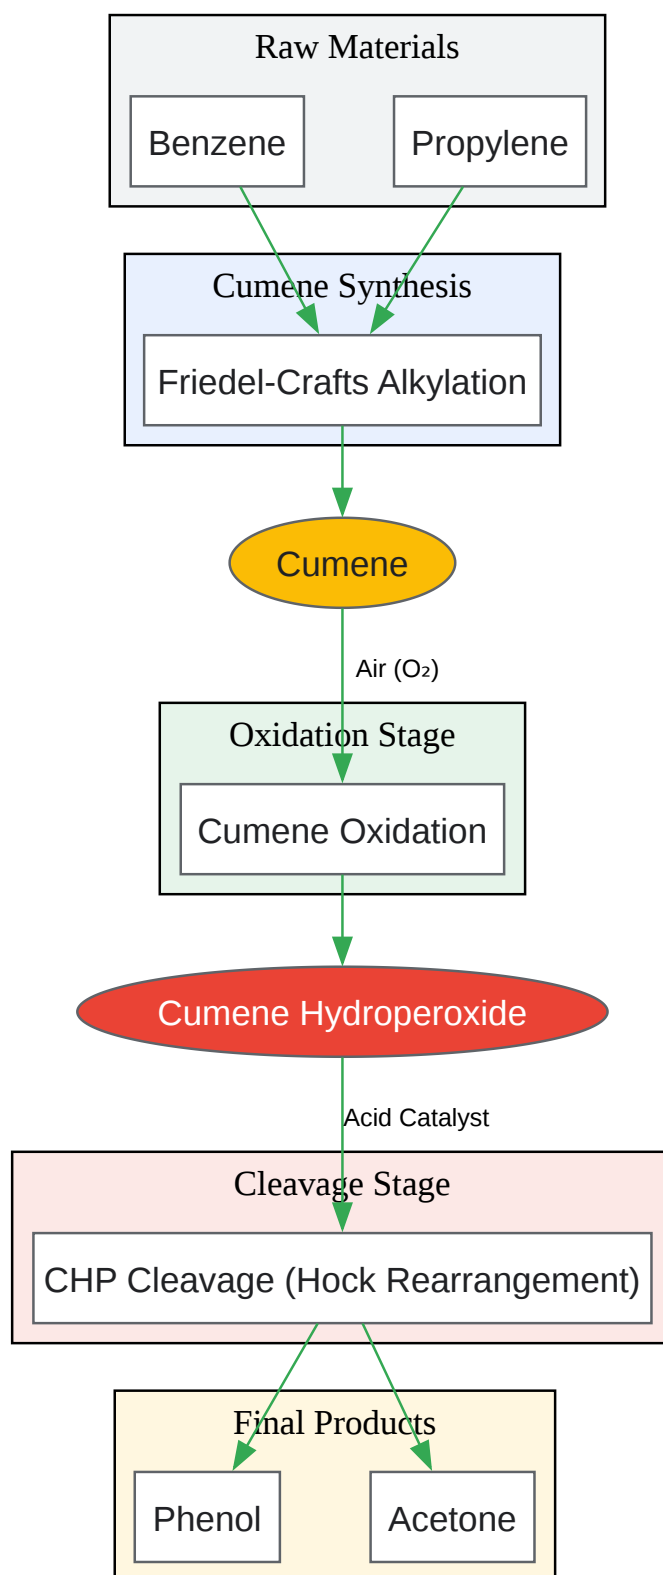 Raw Materials
Benzene
Propylene
Cumene Synthesis
Friedel-Crafts Alkylation
Cumene
Air (O₂)
Oxidation Stage
Cumene Oxidation
Cumene Hydroperoxide
Acid Catalyst
Cleavage Stage
CHP Cleavage (Hock Rearrangement)
Final Products
Phenol
Acetone